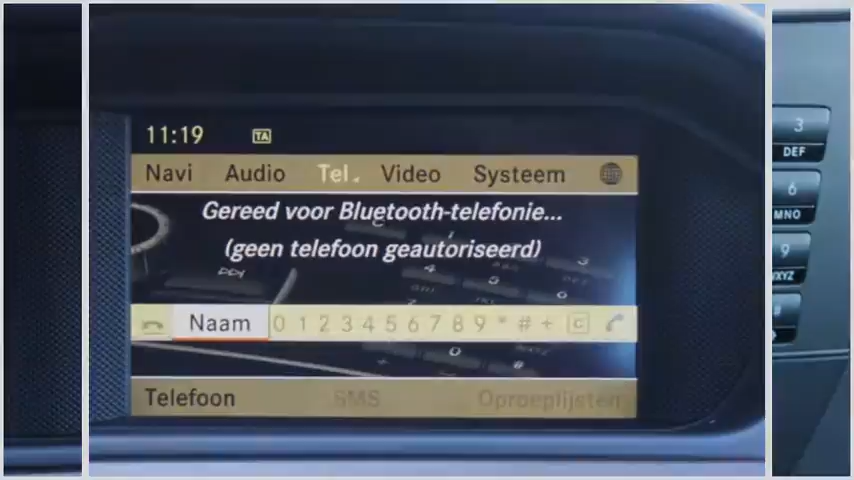 11:19 TA
Navi Audio Tel Video Systeem
Gereed voor Bluetooth-telefonie...
(geen telefoon geautoriseerd)
Naam 0 1 2 3 4 5 6 7 8 9 * # + C
Telefoon SMS Oproeplijsten
3
DEF
6
MNO
9
WXYZ
#